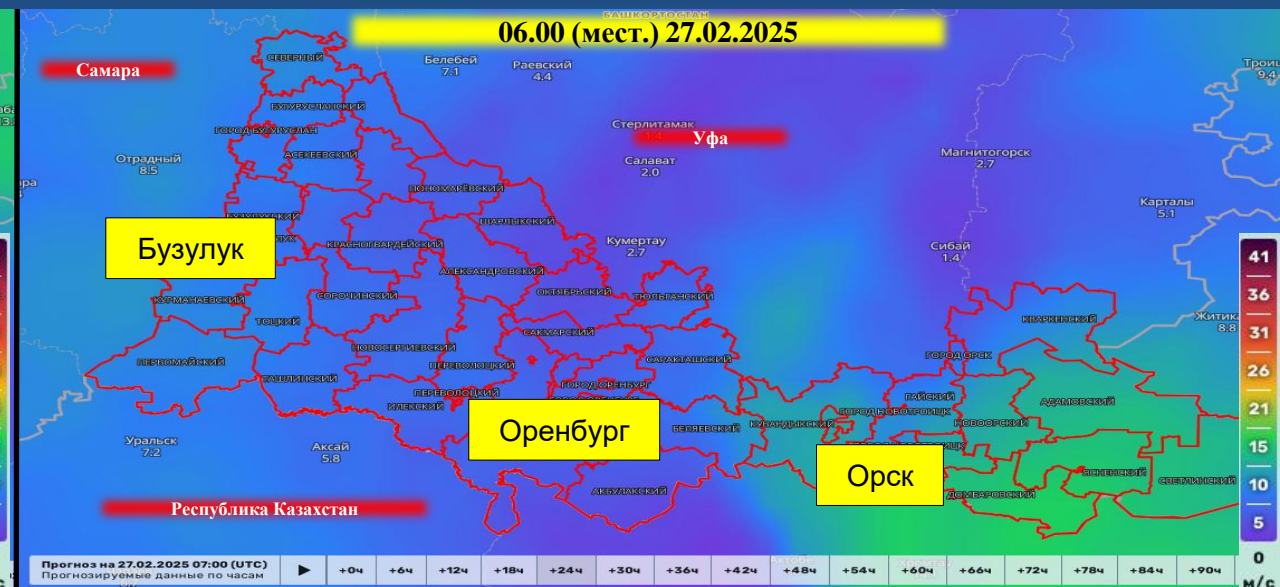 БАШКОРТОСТАН
06.00 (мест.) 27.02.2025
СЕВЕРНЫЙ
Белебей
7.1
Раевский
4.4
Самара
Троиц
9.4
БУГУРУСЛАНСКИЙ
ГОРОД БУГУРУСЛАН
Стерлитамак
1.4
Уфа
АСЕКЕЕВСКИЙ
Отрадный
8.5
Салават
2.0
Магнитогорск
2.7
ПОНОМАРЁВСКИЙ
Карталы
5.1
БУЗУЛУКСКИЙ
ШАРЛЫКСКИЙ
Бузулук
КРАСНОГВАРДЕЙСКИЙ
Кумертау
2.7
Сибай
1.4
АЛЕКСАНДРОВСКИЙ
41
КУРМАНАЕВСКИЙ
СОРОЧИНСКИЙ
ОКТЯБРЬСКИЙ
ТЮЛЬГАНСКИЙ
36
ТОЦКИЙ
КВАРКЕНСКИЙ
Житика
8.8
САКМАРСКИЙ
31
НОВОСЕРГИЕВСКИЙ
ПЕРВОМАЙСКИЙ
ПЕРЕВОЛОЦКИЙ
САРАКТАШСКИЙ
ГОРОД ОРСК
26
ТАШЛИНСКИЙ
ГОРОД ОРЕНБУРГ
ПЕРЕВОЛОЦКИЙ
ИЛЕКСКИЙ
ГАЙСКИЙ
АДАМОВСКИЙ
21
ГОРОД НОВОТРОИЦК
КУВАНДЫКСКИЙ
НОВООРСКИЙ
Оренбург
БЕЛЯЕВСКИЙ
Уральск
7.2
Аксай
5.8
15
Орск
ЯСНЕНСКИЙ
СВЕТЛИНСКИЙ
10
АКБУЛАКСКИЙ
ДОМБАРОВСКИЙ
Республика Казахстан
5
0
м/с
Прогноз на 27.02.2025 07:00 (UTC)
Прогнозируемые данные по часам
+0ч +6ч +12ч +18ч +24ч +30ч +36ч +42ч +48ч +54ч +60ч +66ч +72ч +78ч +84ч +90ч